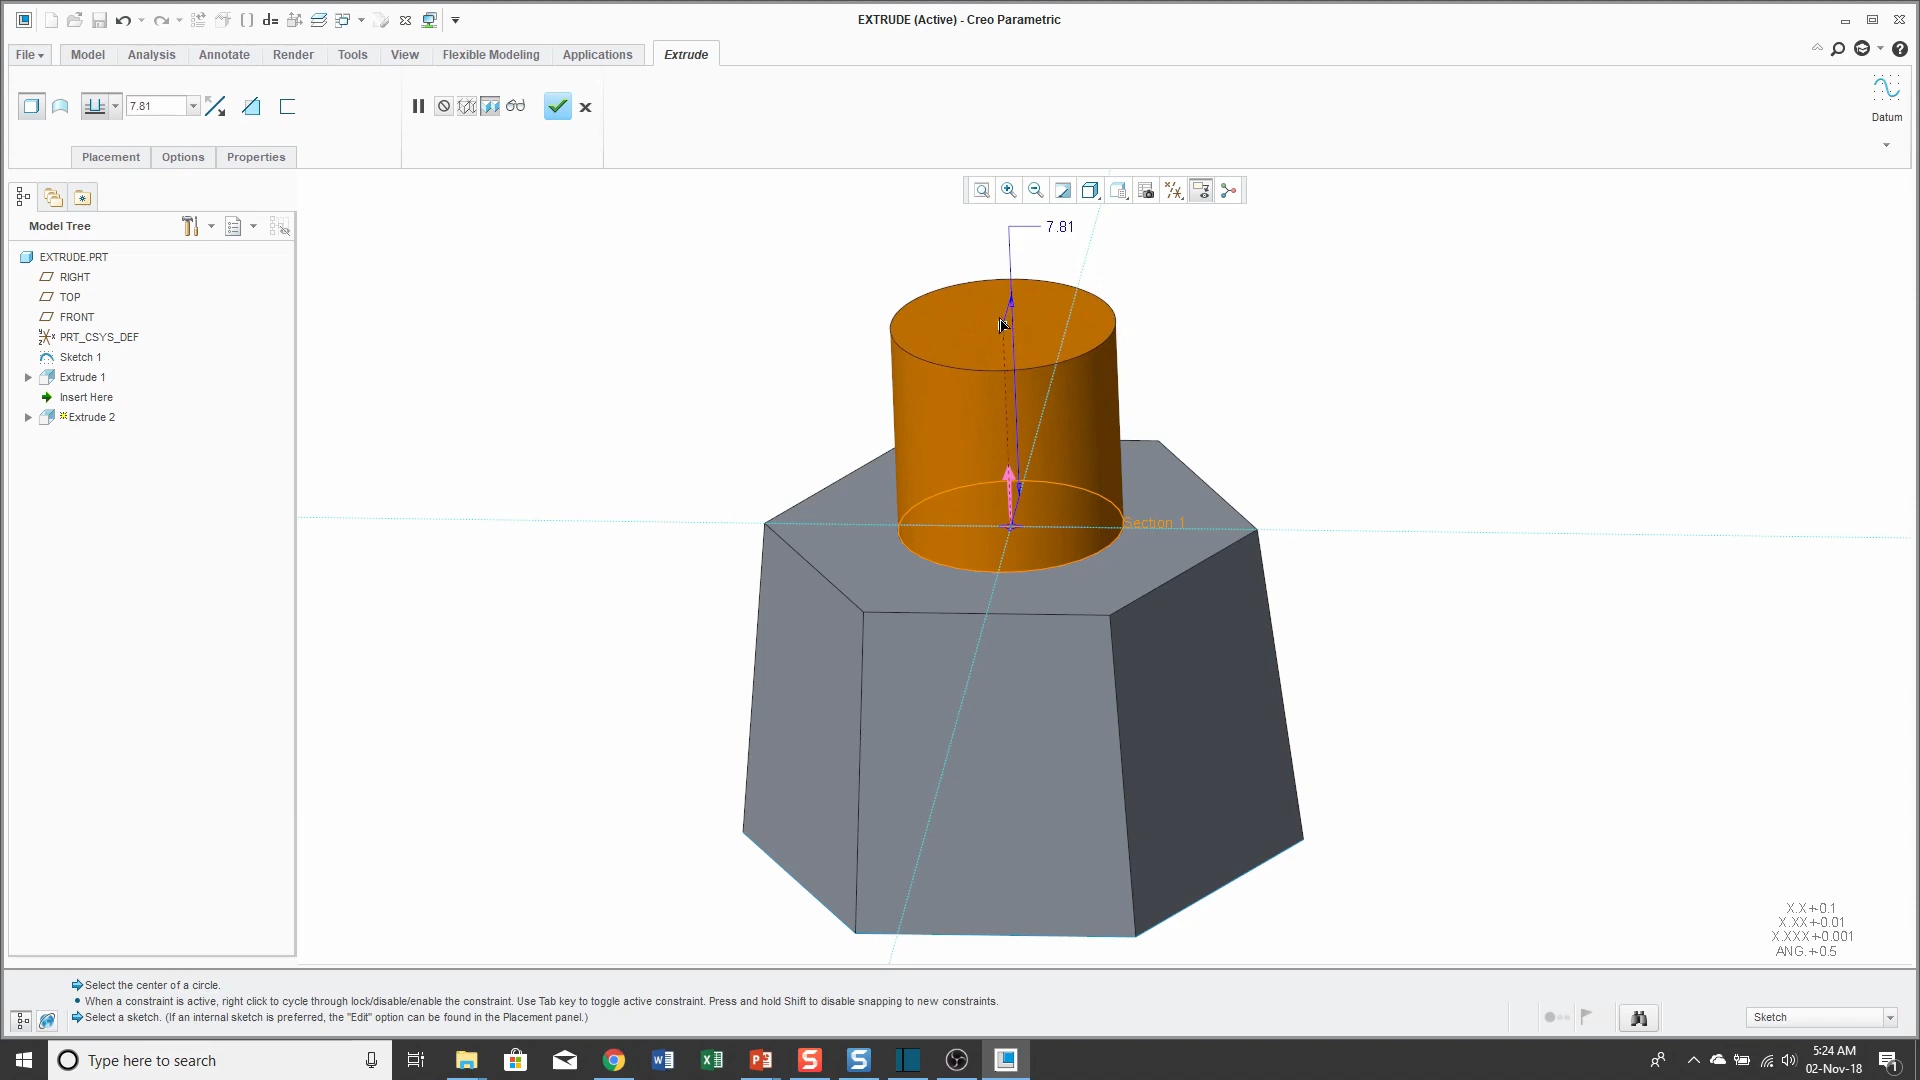 EXTRUDE (Active) - Creo Parametric
File
Model
Analysis
Annotate
Render
Tools
View
Flexible Modeling
Applications
Extrude
7.81
Datum
Placement
Options
Properties
Model Tree
7.81
EXTRUDE.PRT
RIGHT
TOP
FRONT
PRT_CSYS_DEF
Sketch 1
Extrude 1
Insert Here
Extrude 2
Section 1
X.X +-0.1
X.XX +-0.01
X.XXX +-0.001
ANG. +-0.5
Select the center of a circle.
When a constraint is active, right click to cycle through lock/disable/enable the constraint. Use Tab key to toggle active constraint. Press and hold Shift to disable snapping to new constraints.
Select a sketch. (If an internal sketch is preferred, the "Edit" option can be found in the Placement panel.)
Sketch
Type here to search
5:24 AM
02-Nov-18